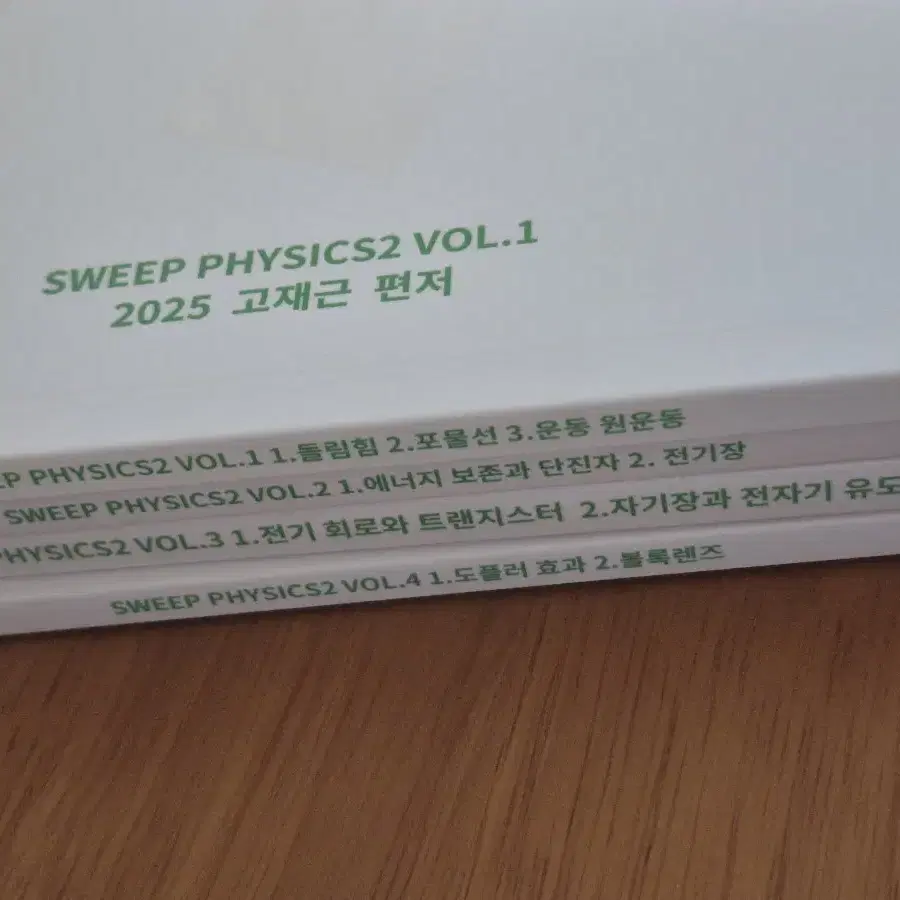 SWEEP PHYSICS2 VOL.1
2025 고재근 편저
EP PHYSICS2 VOL.1 1.돌림힘 2.포물선 3.운동 원운동
SWEEP PHYSICS2 VOL.2 1.에너지 보존과 단진자 2. 전기장
PHYSICS2 VOL.3 1.전기 회로와 트랜지스터 2.자기장과 전자기 유도
SWEEP PHYSICS2 VOL.4 1.도플러 효과 2.볼록렌즈